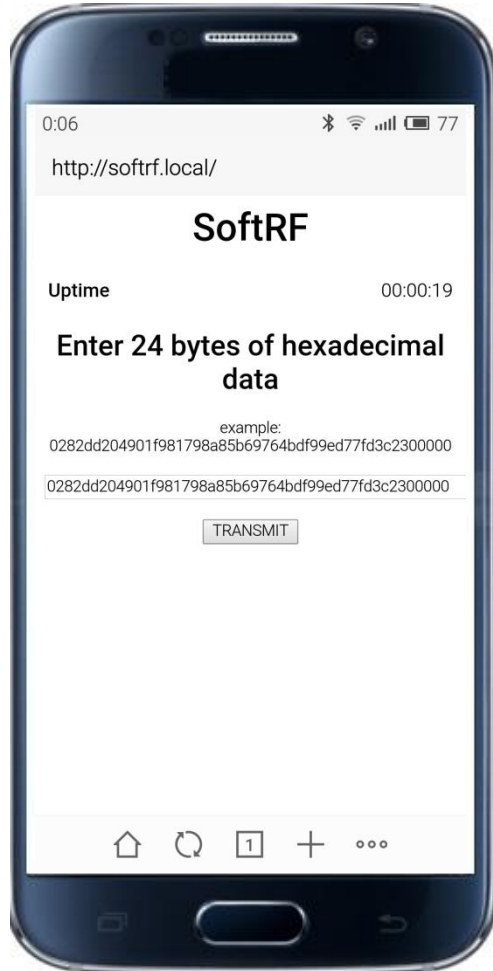 0:06 77
http://softrf.local/
SoftRF
Uptime 00:00:19
Enter 24 bytes of hexadecimal
data
example:
0282dd204901f981798a85b69764bdf99ed77fd3c2300000
0282dd204901f981798a85b69764bdf99ed77fd3c2300000
TRANSMIT
1